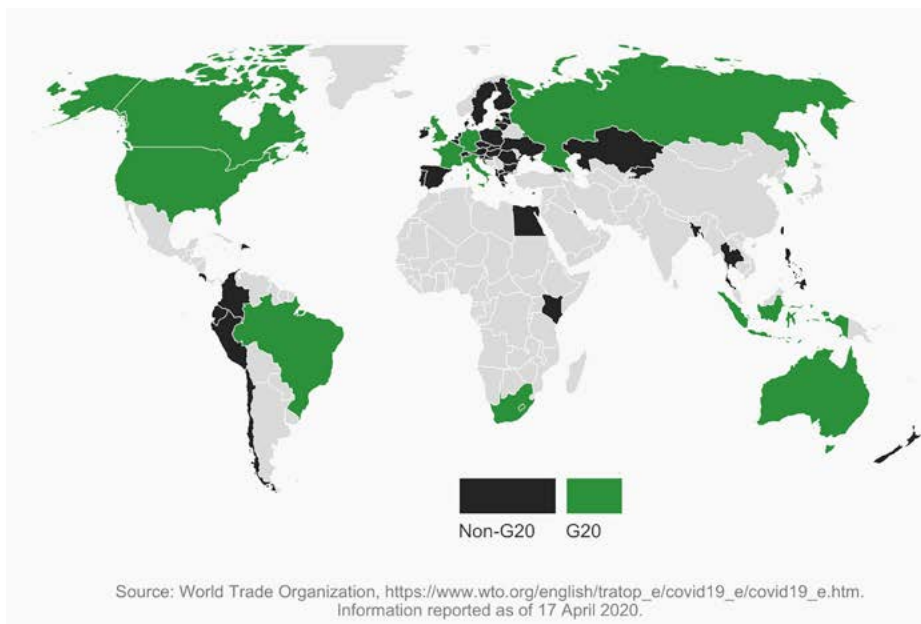 Non-G20 G20
Source: World Trade Organization, https://www.wto.org/english/tratop_e/covid19_e/covid19_e.htm.
Information reported as of 17 April 2020.